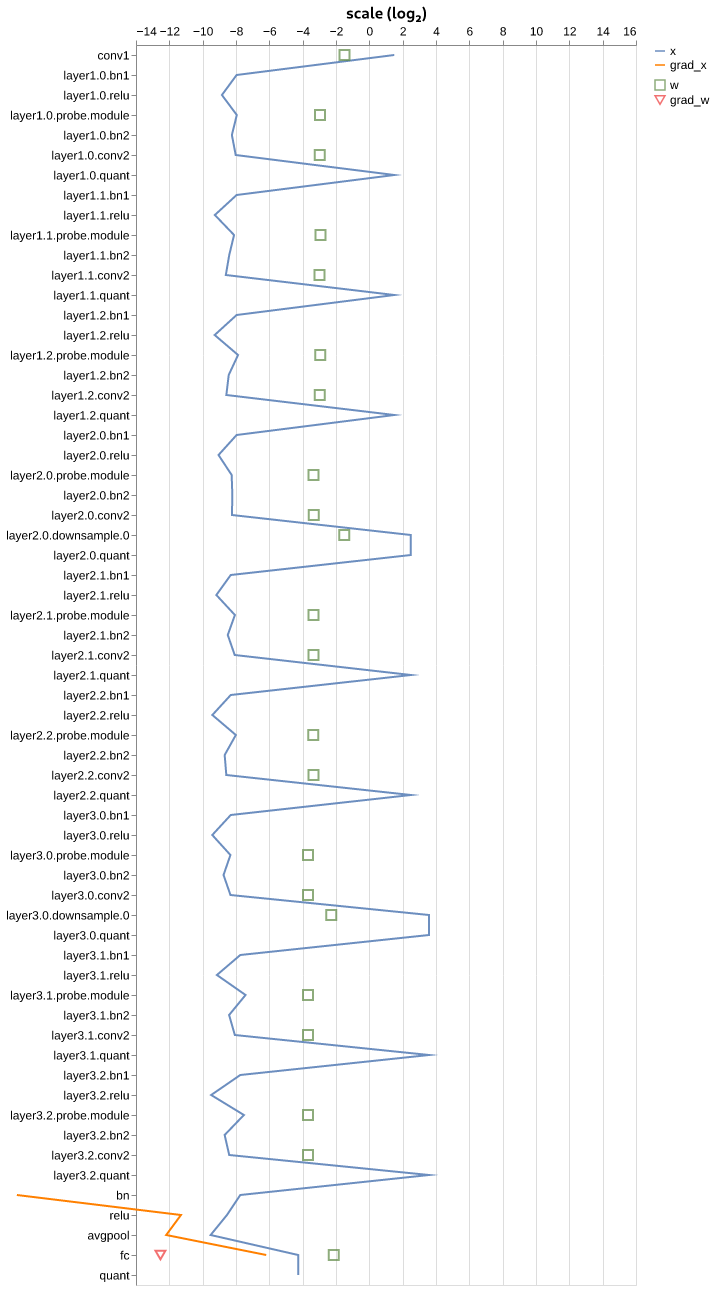 scale (log₂)
−14 −12 −10 −8 −6 −4 −2 0 2 4 6 8 10 12 14 16
x
grad_x
w
grad_w
conv1
layer1.0.bn1
layer1.0.relu
layer1.0.probe.module
layer1.0.bn2
layer1.0.conv2
layer1.0.quant
layer1.1.bn1
layer1.1.relu
layer1.1.probe.module
layer1.1.bn2
layer1.1.conv2
layer1.1.quant
layer1.2.bn1
layer1.2.relu
layer1.2.probe.module
layer1.2.bn2
layer1.2.conv2
layer1.2.quant
layer2.0.bn1
layer2.0.relu
layer2.0.probe.module
layer2.0.bn2
layer2.0.conv2
layer2.0.downsample.0
layer2.0.quant
layer2.1.bn1
layer2.1.relu
layer2.1.probe.module
layer2.1.bn2
layer2.1.conv2
layer2.1.quant
layer2.2.bn1
layer2.2.relu
layer2.2.probe.module
layer2.2.bn2
layer2.2.conv2
layer2.2.quant
layer3.0.bn1
layer3.0.relu
layer3.0.probe.module
layer3.0.bn2
layer3.0.conv2
layer3.0.downsample.0
layer3.0.quant
layer3.1.bn1
layer3.1.relu
layer3.1.probe.module
layer3.1.bn2
layer3.1.conv2
layer3.1.quant
layer3.2.bn1
layer3.2.relu
layer3.2.probe.module
layer3.2.bn2
layer3.2.conv2
layer3.2.quant
bn
relu
avgpool
fc
quant